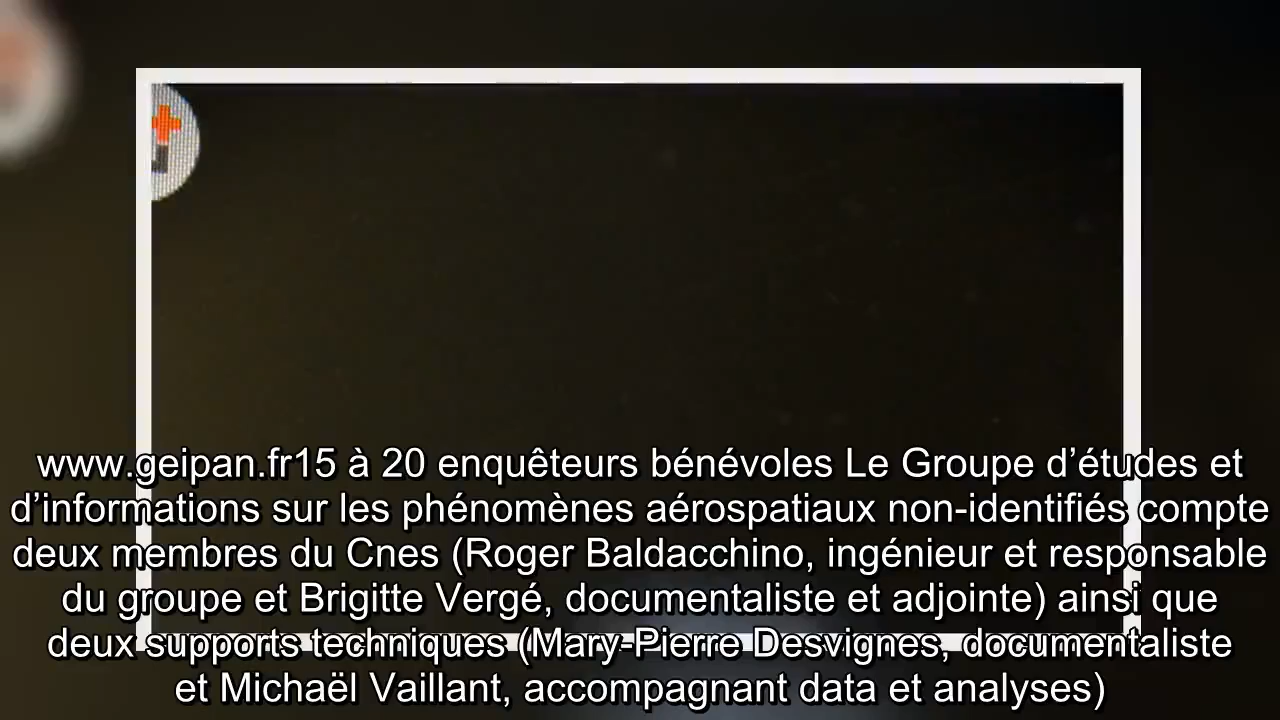 www.geipan.fr15 à 20 enquêteurs bénévoles Le Groupe d’études et
d’informations sur les phénomènes aérospatiaux non-identifiés compte
deux membres du Cnes (Roger Baldacchino, ingénieur et responsable
du groupe et Brigitte Vergé, documentaliste et adjointe) ainsi que
deux supports techniques (Mary-Pierre Desvignes, documentaliste
et Michaël Vaillant, accompagnant data et analyses)